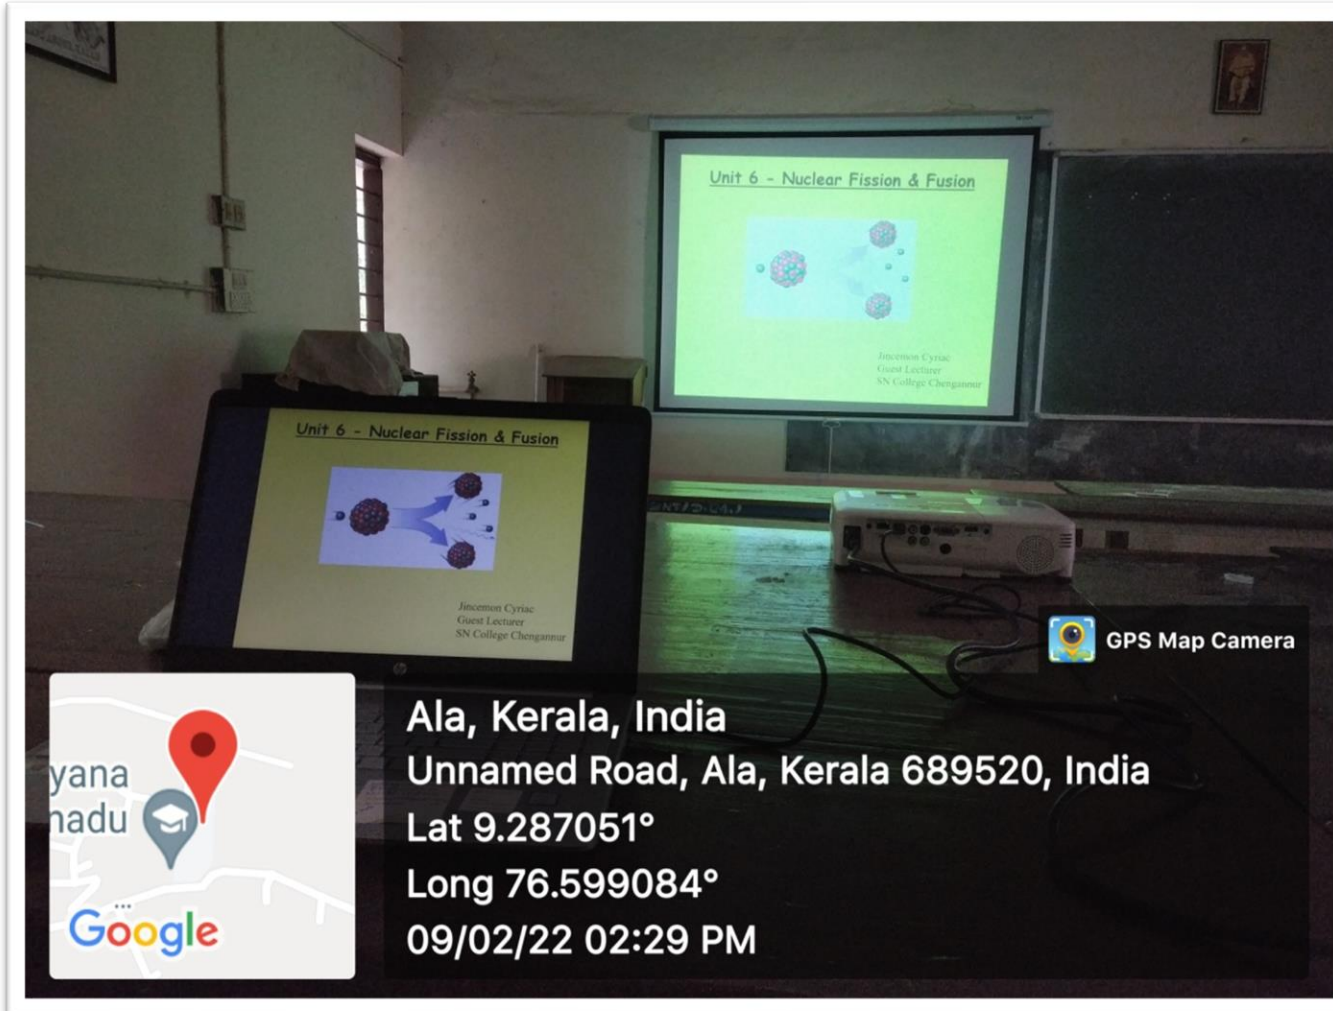 Unit 6 - Nuclear Fission & Fusion
Jincemon Cyriac
Guest Lecturer
SN College Chengannur
Unit 6 - Nuclear Fission & Fusion
Jincemon Cyriac
Guest Lecturer
SN College Chengannur
hp
GPS Map Camera
yana
nadu
Google
Ala, Kerala, India
Unnamed Road, Ala, Kerala 689520, India
Lat 9.287051°
Long 76.599084°
09/02/22 02:29 PM